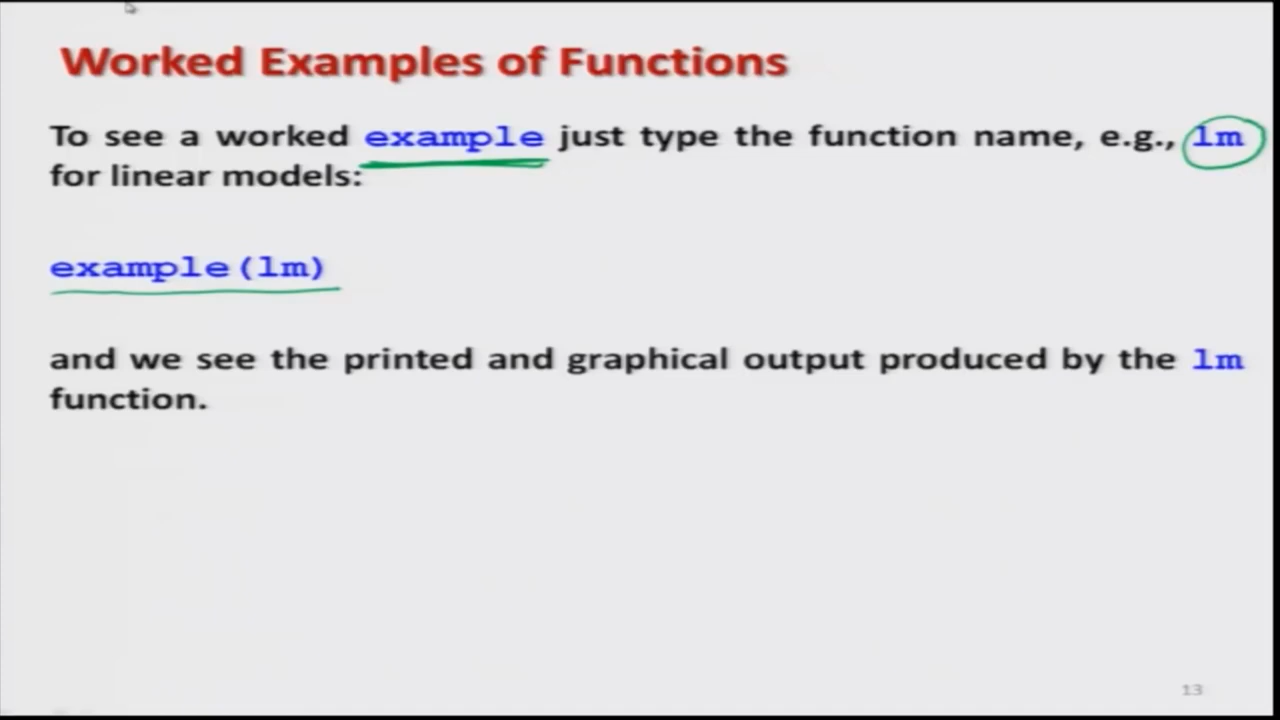 Worked Examples of Functions
To see a worked example just type the function name, e.g., lm
for linear models:
example(lm)
and we see the printed and graphical output produced by the lm
function.
13